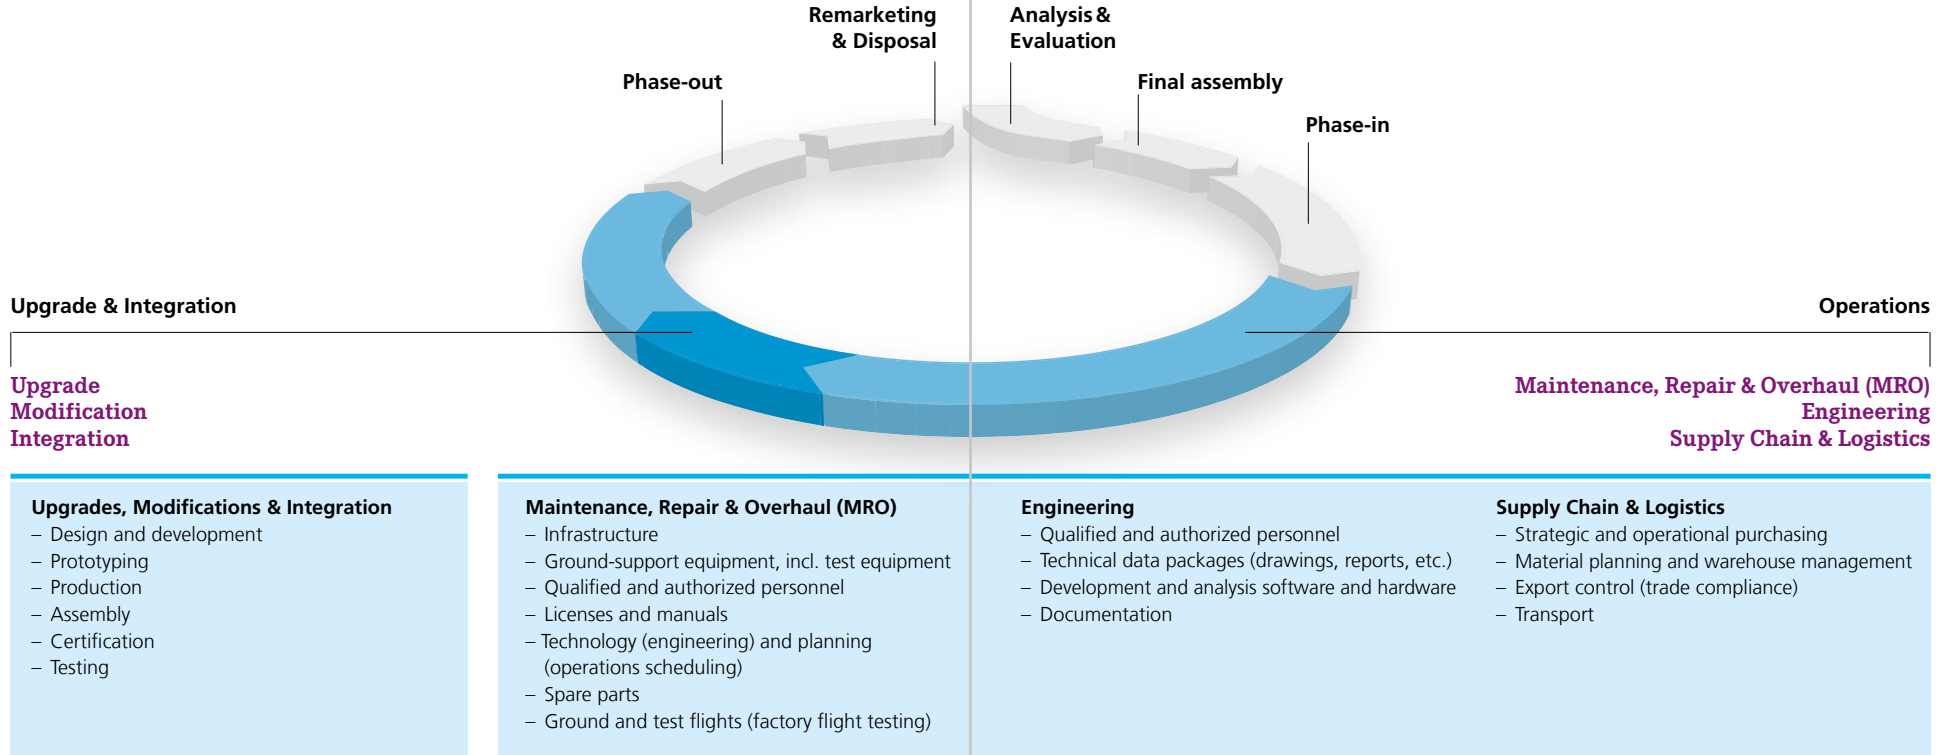 Remarketing
& Disposal
Analysis &
Evaluation
Phase-out
Final assembly
Phase-in
Upgrade & Integration
Operations
Upgrade
Modification
Integration
Maintenance, Repair & Overhaul (MRO)
Engineering
Supply Chain & Logistics
Upgrades, Modifications & Integration
– Design and development
– Prototyping
– Production
– Assembly
– Certification
– Testing
Maintenance, Repair & Overhaul (MRO)
– Infrastructure
– Ground-support equipment, incl. test equipment
– Qualified and authorized personnel
– Licenses and manuals
– Technology (engineering) and planning
(operations scheduling)
– Spare parts
– Ground and test flights (factory flight testing)
Engineering
– Qualified and authorized personnel
– Technical data packages (drawings, reports, etc.)
– Development and analysis software and hardware
– Documentation
Supply Chain & Logistics
– Strategic and operational purchasing
– Material planning and warehouse management
– Export control (trade compliance)
– Transport